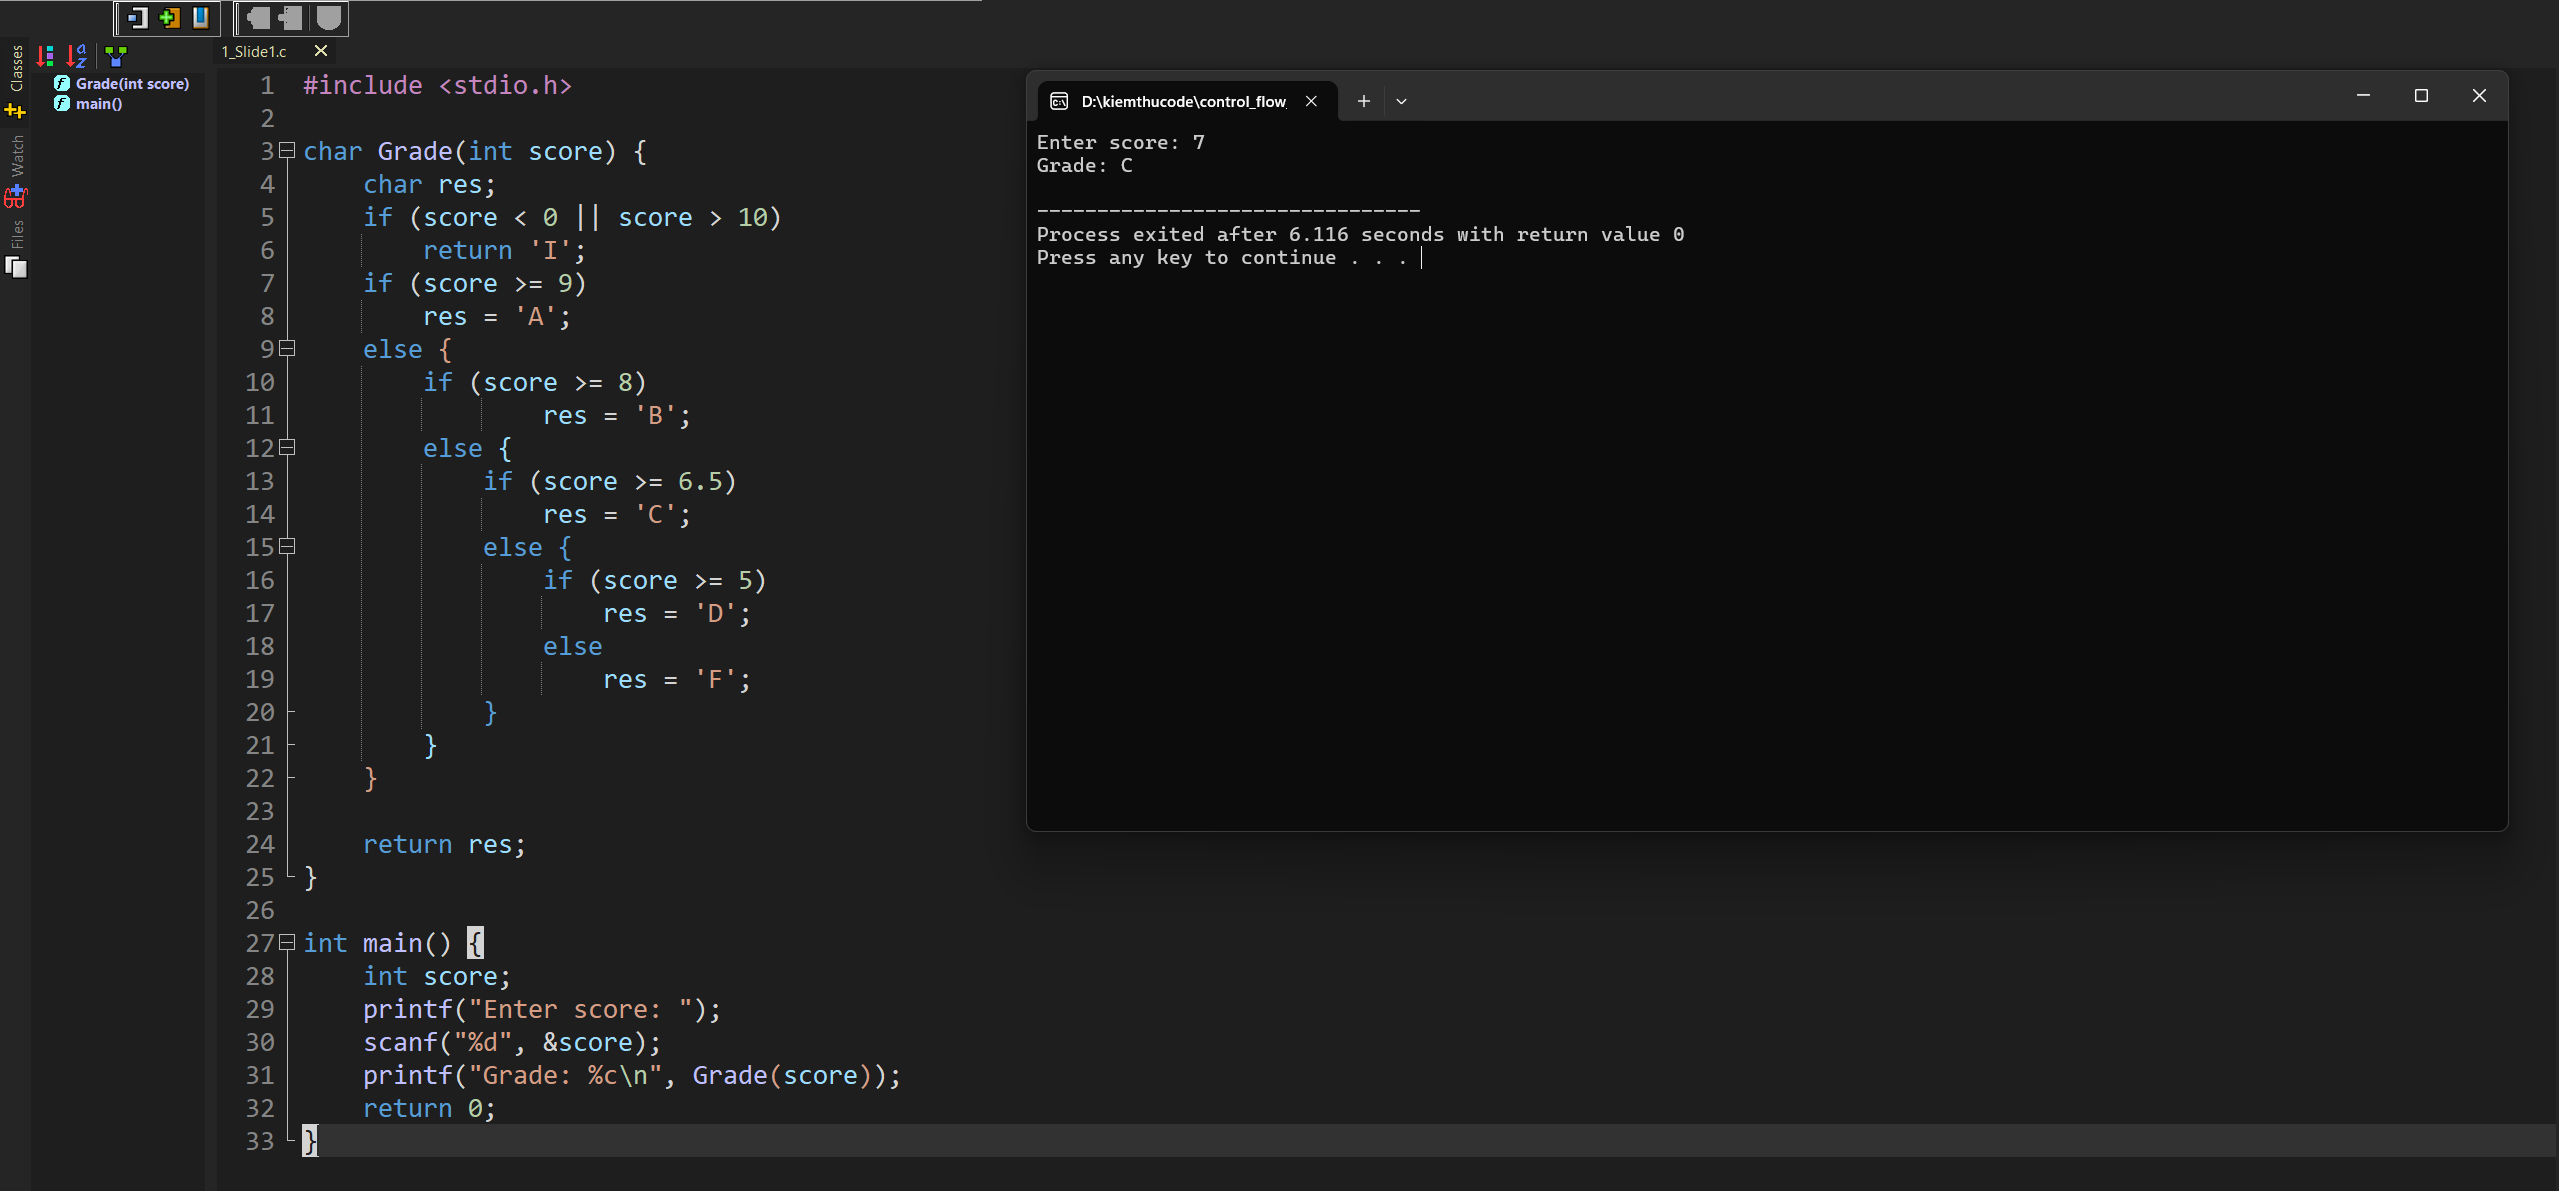 1_Slide1.c
Classes
Grade(int score)
main()
Watch
Files
1 #include <stdio.h>
2
3 char Grade(int score) {
4     char res;
5     if (score < 0 || score > 10)
6         return 'I';
7     if (score >= 9)
8         res = 'A';
9     else {
10         if (score >= 8)
11                 res = 'B';
12         else {
13             if (score >= 6.5)
14                 res = 'C';
15             else {
16                 if (score >= 5)
17                     res = 'D';
18                 else
19                     res = 'F';
20             }
21         }
22     }
23
24     return res;
25 }
26
27 int main() {
28     int score;
29     printf("Enter score: ");
30     scanf("%d", &score);
31     printf("Grade: %c\n", Grade(score));
32     return 0;
33 }
D:\kiemthucode\control_flow
Enter score: 7
Grade: C
--------------------------------
Process exited after 6.116 seconds with return value 0
Press any key to continue . . .